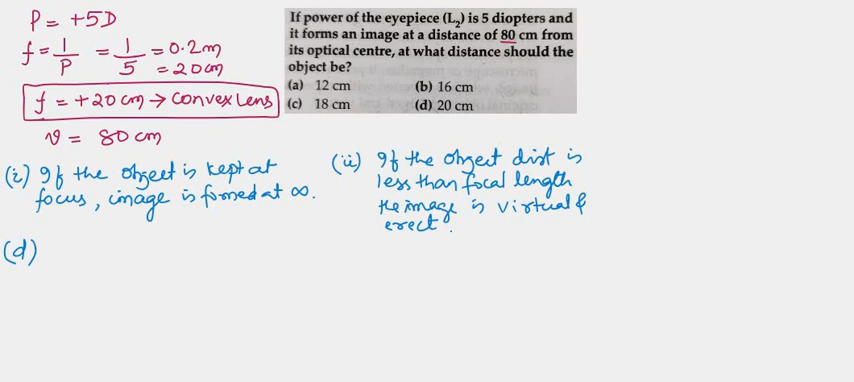 P = +5D
f = 1/P = 1/5 = 0.2m
= 20cm
f = +20cm → Convex Lens
v = 80 cm
If power of the eyepiece (L₂) is 5 diopters and
it forms an image at a distance of 80 cm from
its optical centre, at what distance should the
object be?
(a) 12 cm (b) 16 cm
(c) 18 cm (d) 20 cm
(i) If the object is kept at
focus, image is formed at ∞.
(ii) If the object dist is
less than focal length
the image is virtual &
erect.
(d)